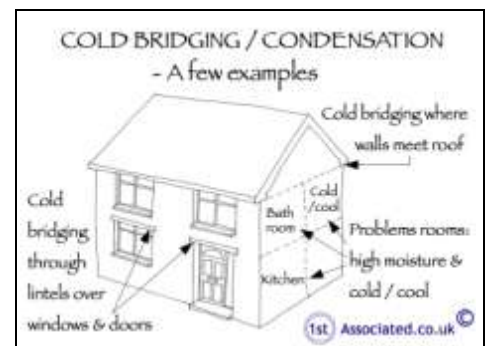 COLD BRIDGING / CONDENSATION
- A few examples
Cold bridging where
walls meet roof
Cold
bridging
through
lintels over
windows & doors
Bath
room
Cold
/cool
Kitchen
Problems rooms:
high moisture &
cold / cool
1st Associated.co.uk ©